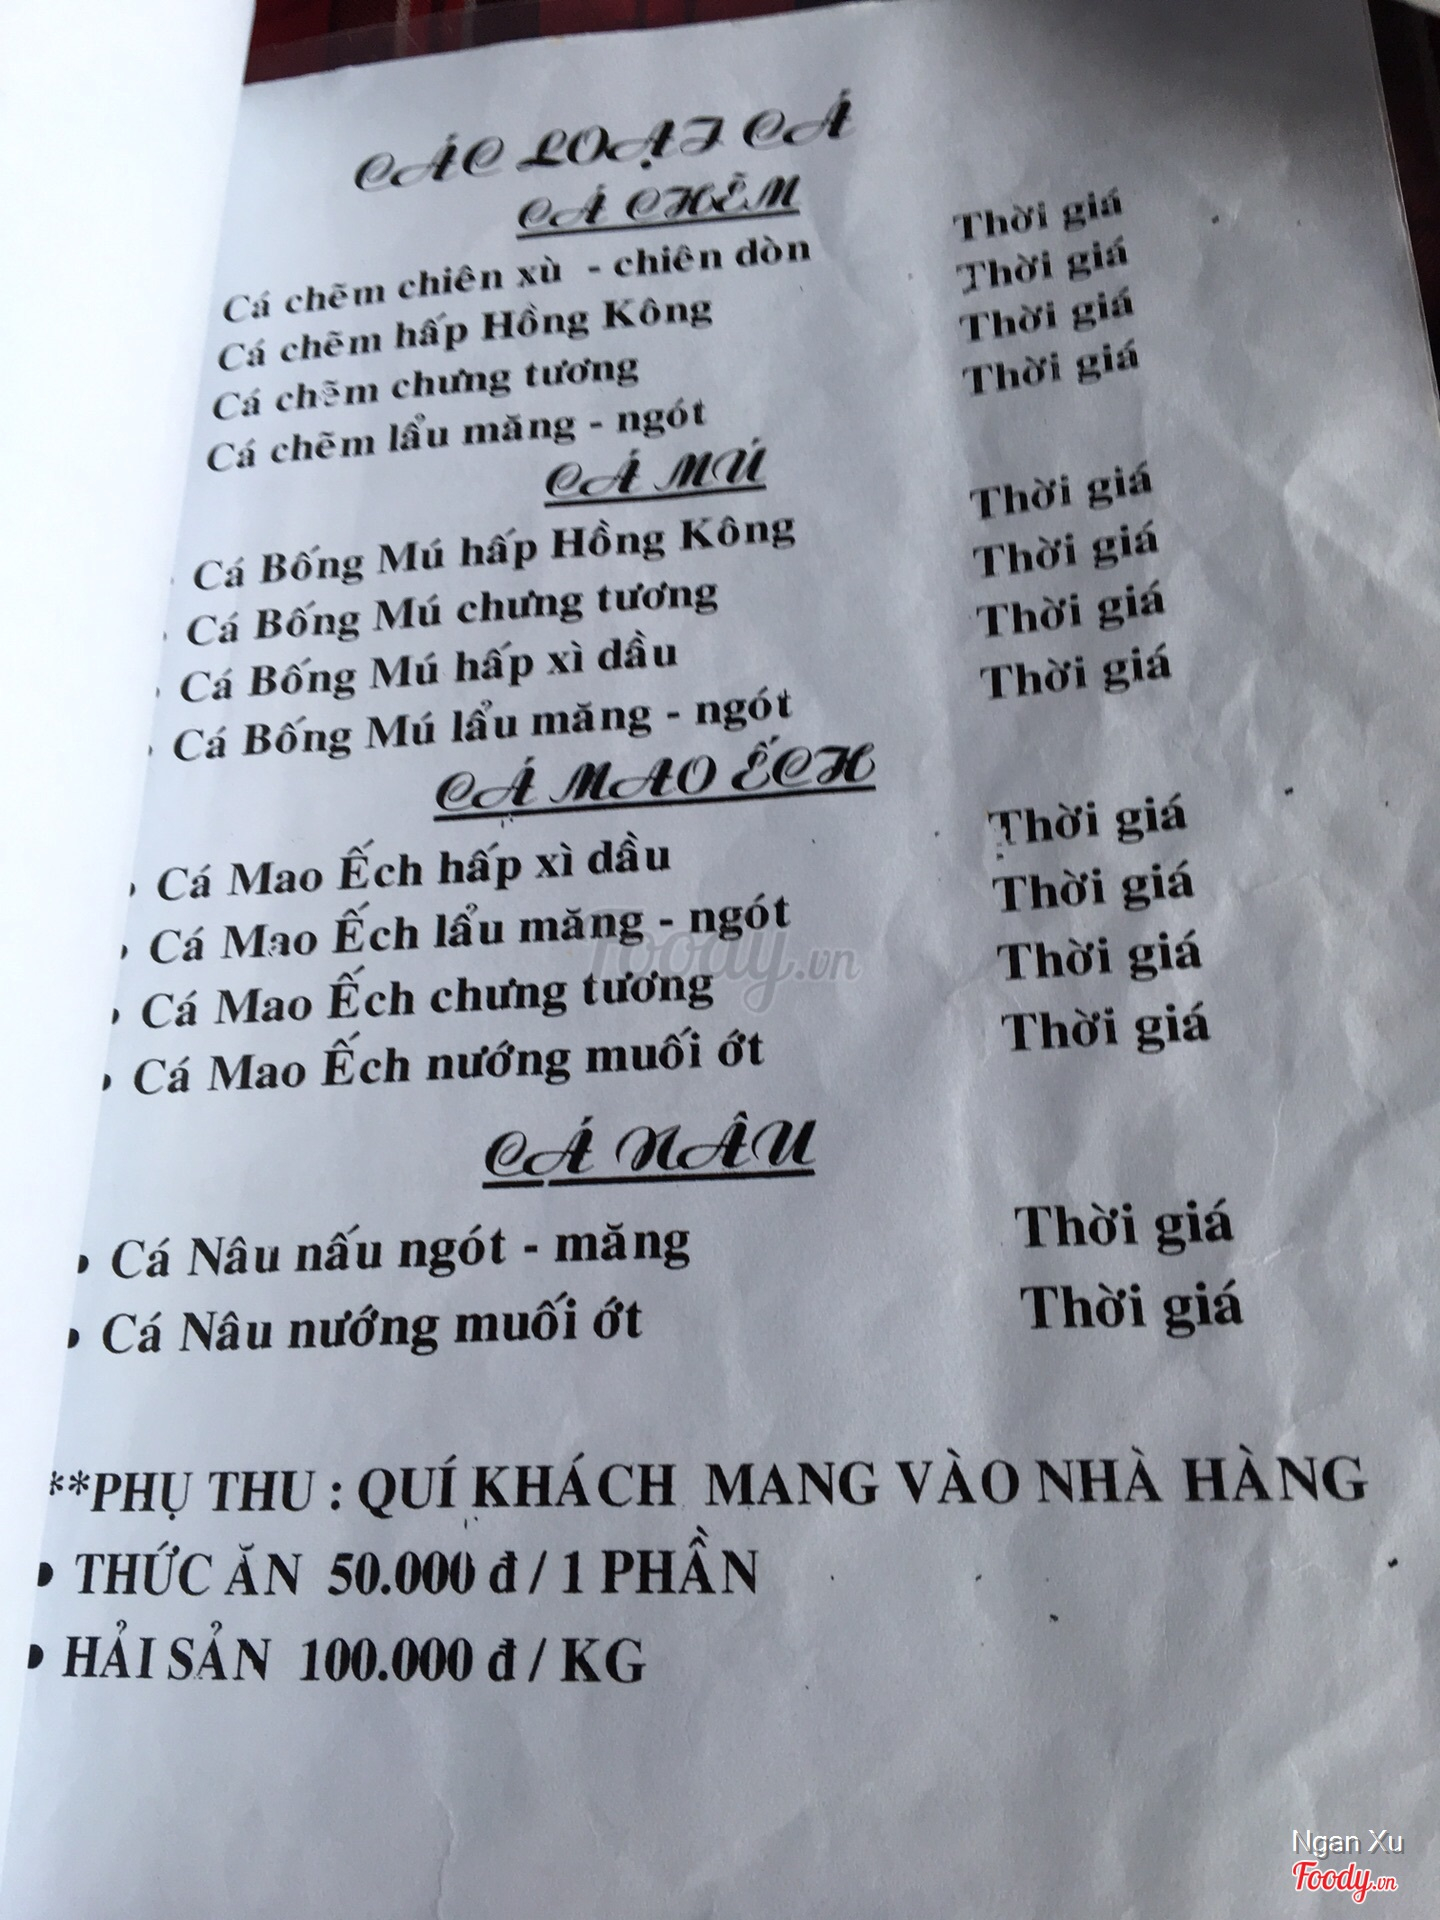 CÁC LOẠI CÁ
CÁ CHẼM
Cá chẽm chiên xù - chiên dòn Thời giá
Cá chẽm hấp Hồng Kông Thời giá
Cá chẽm chưng tương Thời giá
Cá chẽm lẩu măng - ngót Thời giá
CÁ MÚ
Cá Bống Mú hấp Hồng Kông Thời giá
Cá Bống Mú chưng tương Thời giá
Cá Bống Mú hấp xì dầu Thời giá
Cá Bống Mú lẩu măng - ngót Thời giá
CÁ MAO ẾCH
Cá Mao Ếch hấp xì dầu Thời giá
Cá Mao Ếch lẩu măng - ngót Thời giá
Cá Mao Ếch chưng tương Thời giá
Cá Mao Ếch nướng muối ớt Thời giá
CÁ NÂU
Cá Nâu nấu ngót - măng Thời giá
Cá Nâu nướng muối ớt Thời giá
**PHỤ THU : QUÍ KHÁCH MANG VÀO NHÀ HÀNG
THỨC ĂN 50.000 đ / 1 PHẦN
HẢI SẢN 100.000 đ / KG
Foody.vn
Ngan Xu
Foody.vn